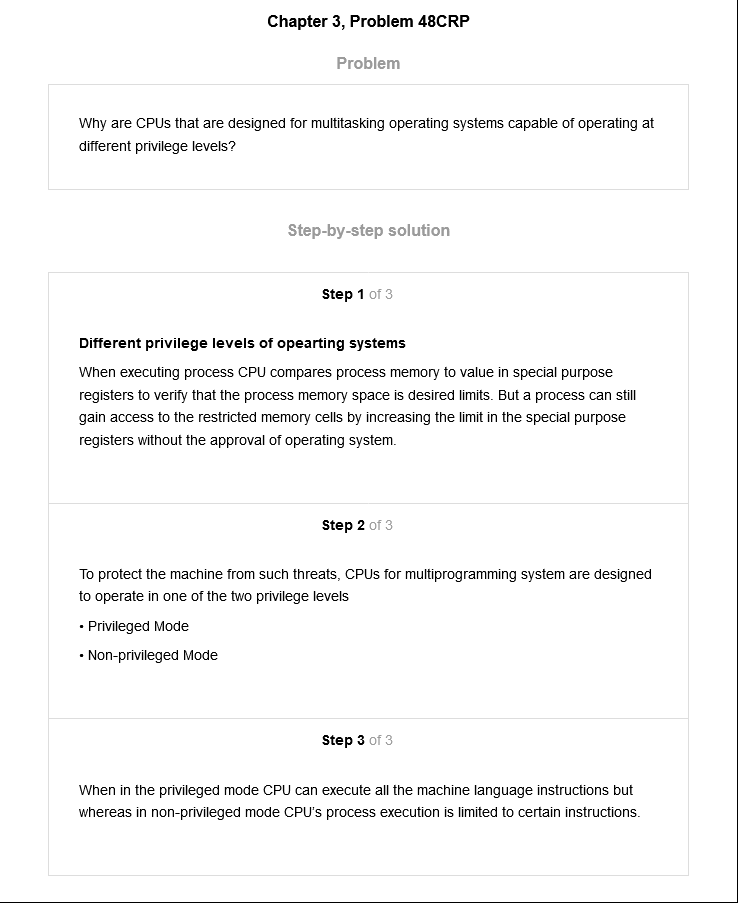 Chapter 3, Problem 48CRP
Problem
Why are CPUs that are designed for multitasking operating systems capable of operating at
different privilege levels?
Step-by-step solution
Step 1 of 3
Different privilege levels of opearting systems
When executing process CPU compares process memory to value in special purpose
registers to verify that the process memory space is desired limits. But a process can still
gain access to the restricted memory cells by increasing the limit in the special purpose
registers without the approval of operating system.
Step 2 of 3
To protect the machine from such threats, CPUs for multiprogramming system are designed
to operate in one of the two privilege levels
• Privileged Mode
• Non-privileged Mode
Step 3 of 3
When in the privileged mode CPU can execute all the machine language instructions but
whereas in non-privileged mode CPU's process execution is limited to certain instructions.